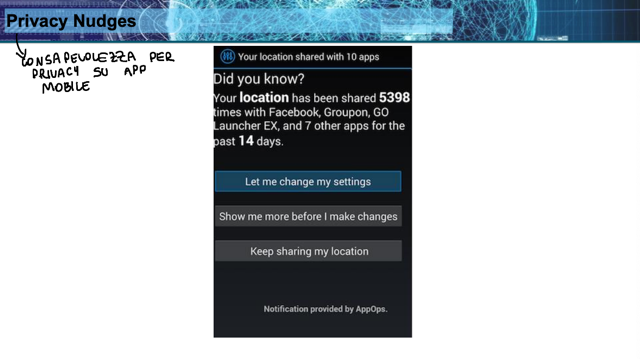 Privacy Nudges
CONSAPEVOLEZZA PER
PRIVACY SU APP
MOBILE
Your location shared with 10 apps
Did you know?
Your location has been shared 5398
times with Facebook, Groupon, GO
Launcher EX, and 7 other apps for the
past 14 days.
Let me change my settings
Show me more before I make changes
Keep sharing my location
Notification provided by AppOps.